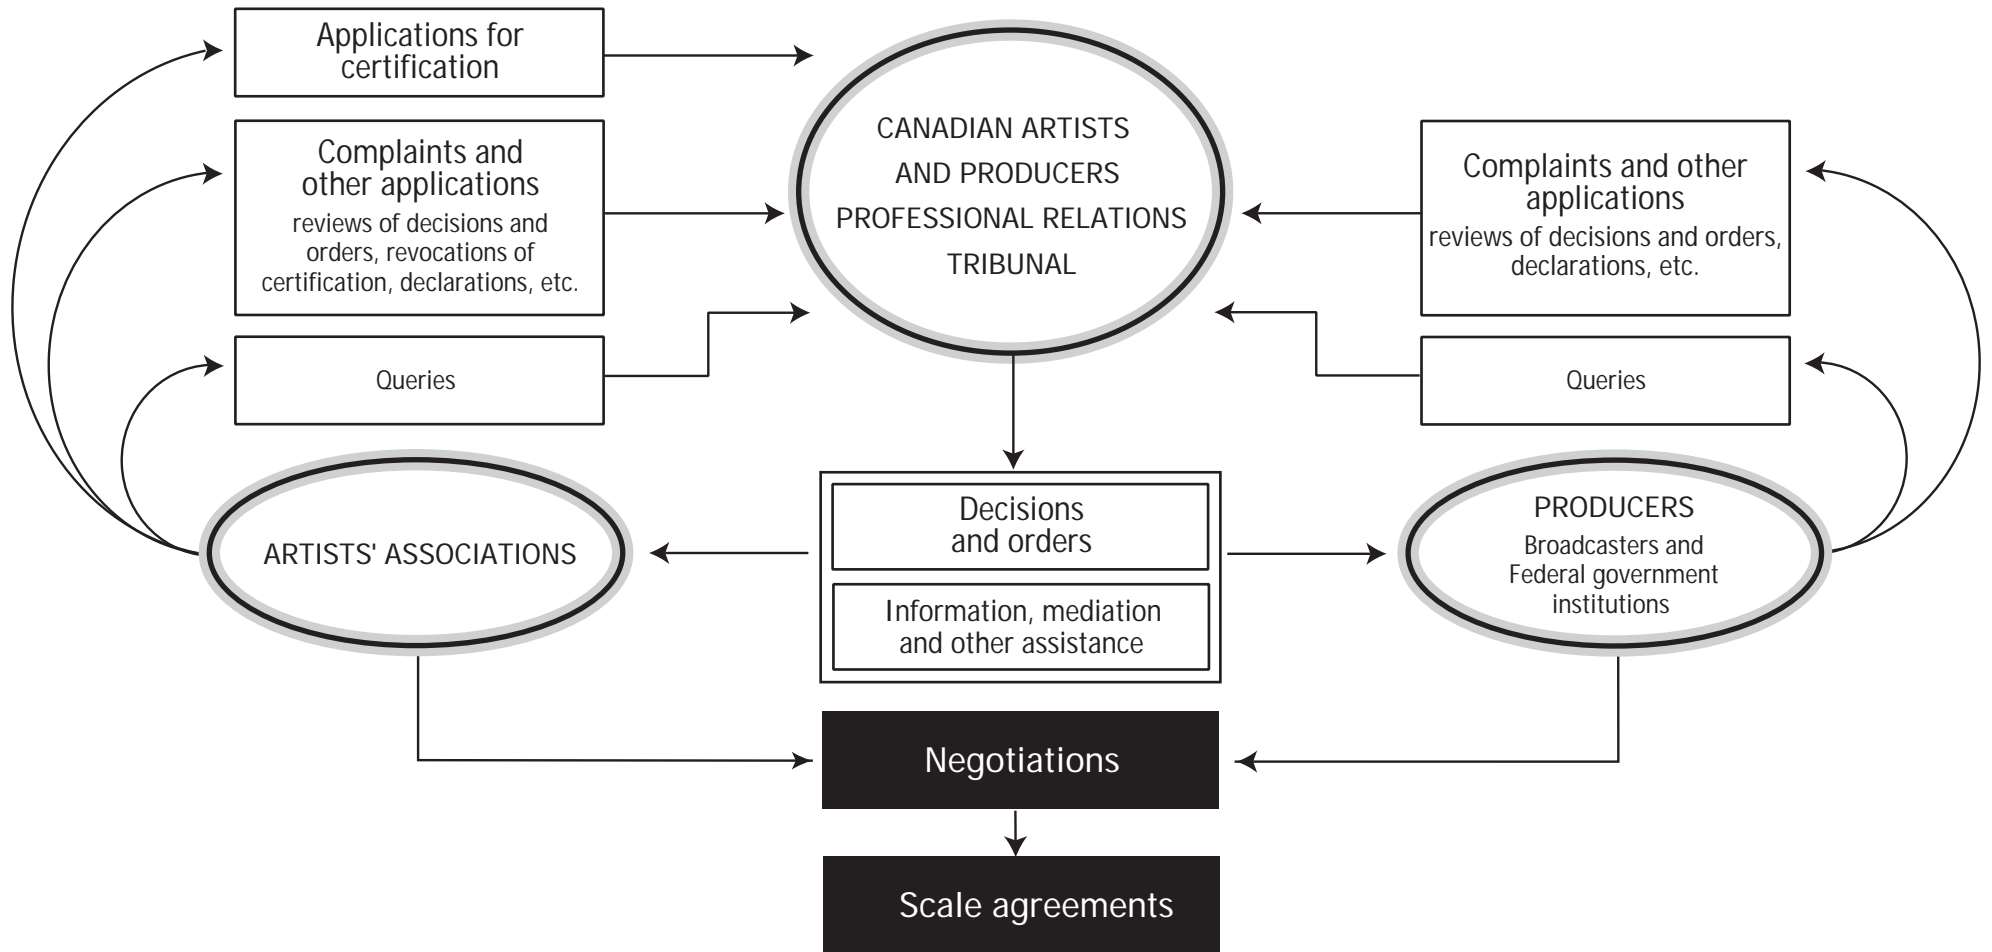 Applications for
certification
Complaints and
other applications
reviews of decisions and
orders, revocations of
certification, declarations, etc.
Queries
CANADIAN ARTISTS
AND PRODUCERS
PROFESSIONAL RELATIONS
TRIBUNAL
Complaints and other
applications
reviews of decisions and orders,
declarations, etc.
Queries
ARTISTS' ASSOCIATIONS
Decisions
and orders
Information, mediation
and other assistance
PRODUCERS
Broadcasters and
Federal government
institutions
Negotiations
Scale agreements